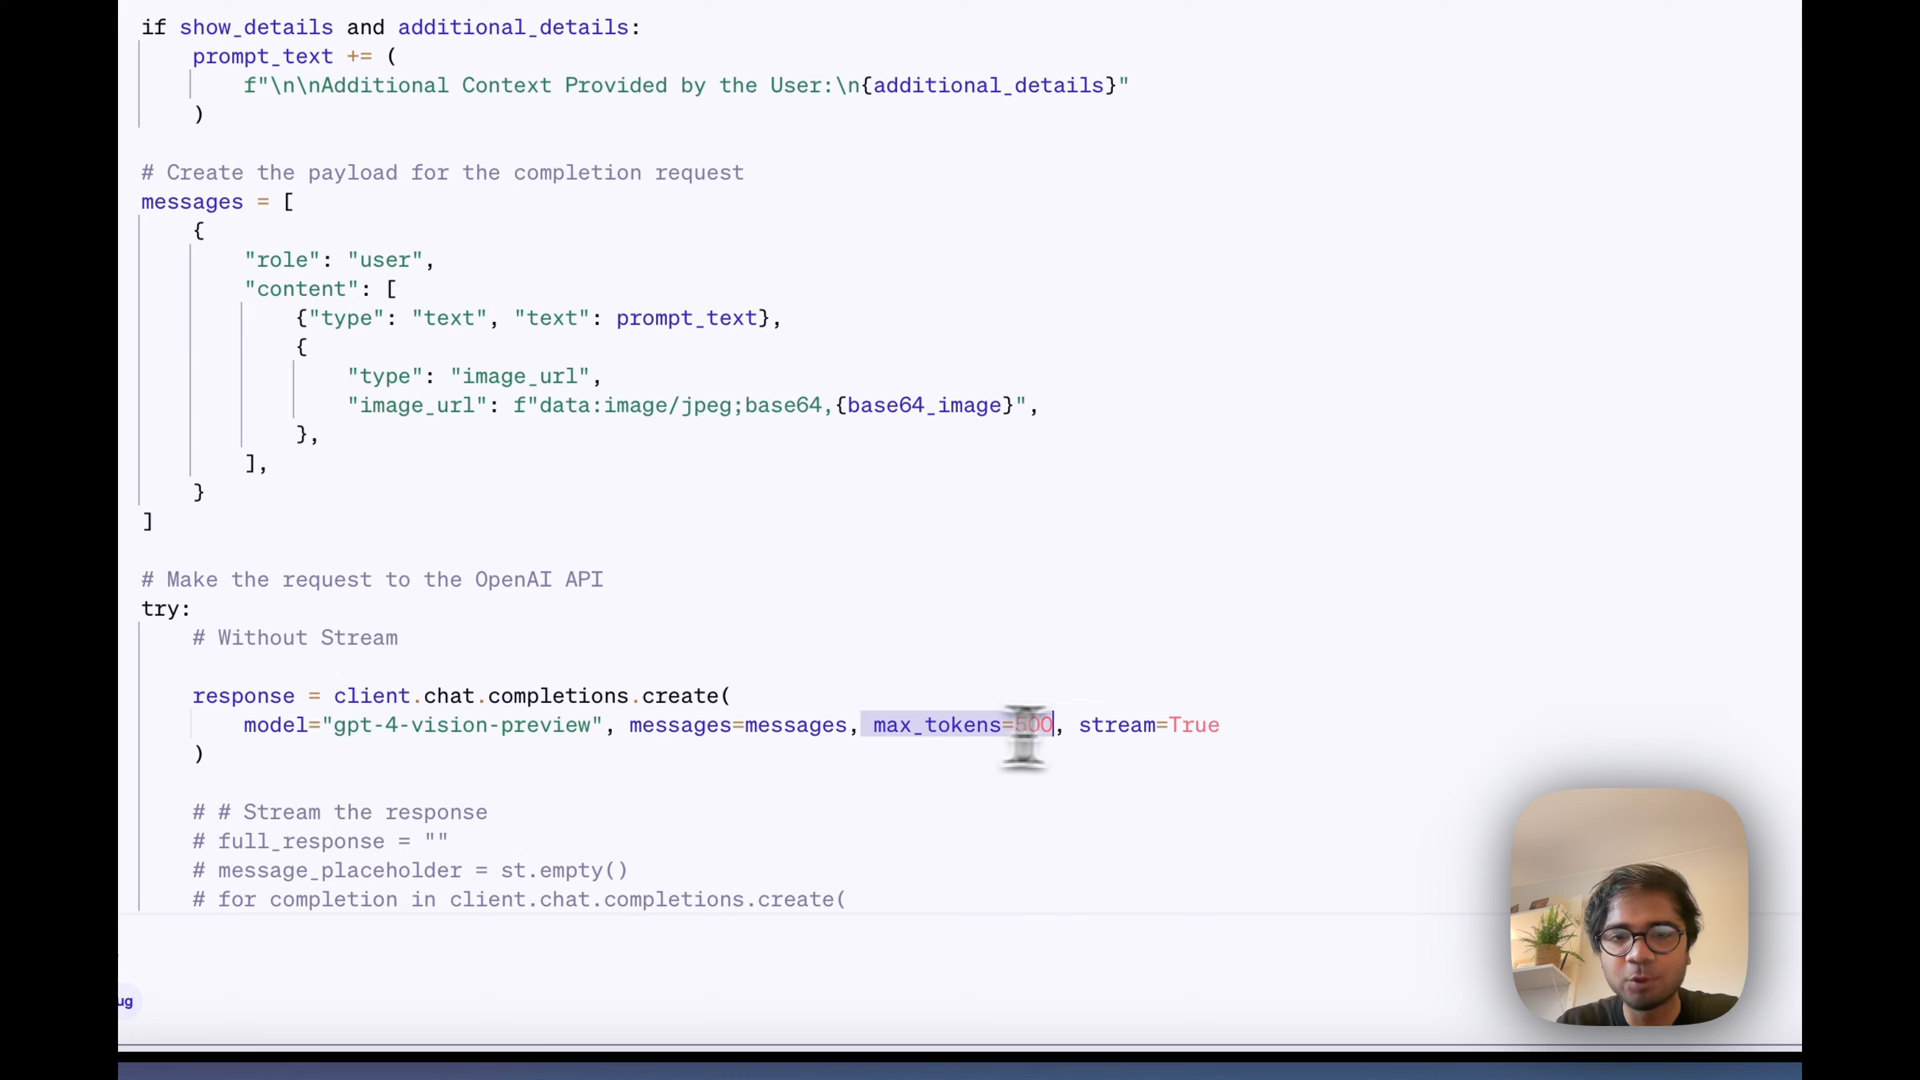 if show_details and additional_details:
prompt_text += (
f"\n\nAdditional Context Provided by the User:\n{additional_details}"
)
# Create the payload for the completion request
messages = [
{
"role": "user",
"content": [
{"type": "text", "text": prompt_text},
{
"type": "image_url",
"image_url": f"data:image/jpeg;base64,{base64_image}",
},
],
}
]
# Make the request to the OpenAI API
try:
# Without Stream
response = client.chat.completions.create(
model="gpt-4-vision-preview", messages=messages, max_tokens=500, stream=True
)
# # Stream the response
# full_response = ""
# message_placeholder = st.empty()
# for completion in client.chat.completions.create(
ug